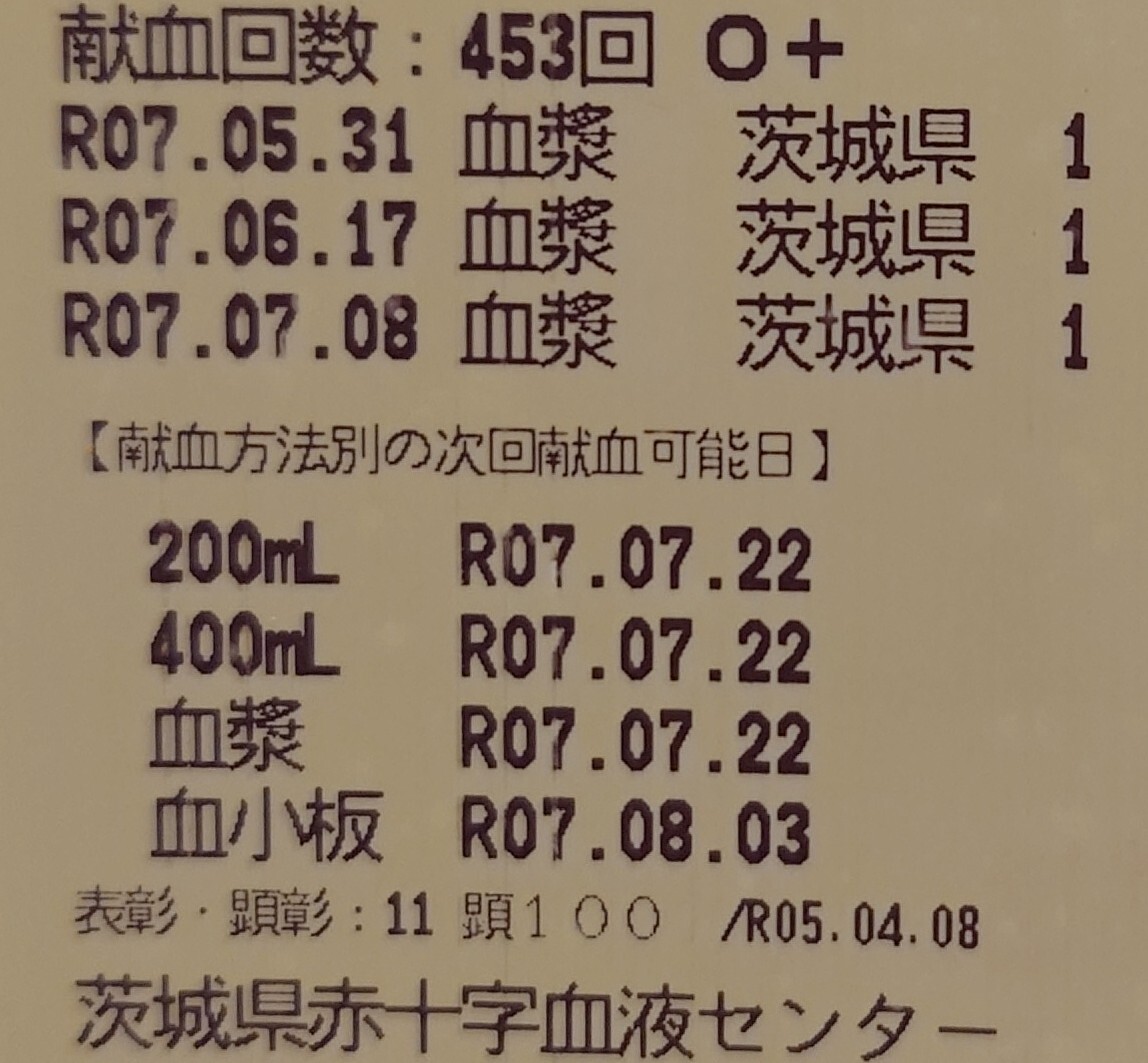 献血回数:453回 O+
R07.05.31 血漿 茨城県 1
R07.06.17 血漿 茨城県 1
R07.07.08 血漿 茨城県 1
【献血方法別の次回献血可能日】
200mL R07.07.22
400mL R07.07.22
血漿 R07.07.22
血小板 R07.08.03
表彰・顕彰:11 顕100 /R05.04.08
茨城県赤十字血液センター